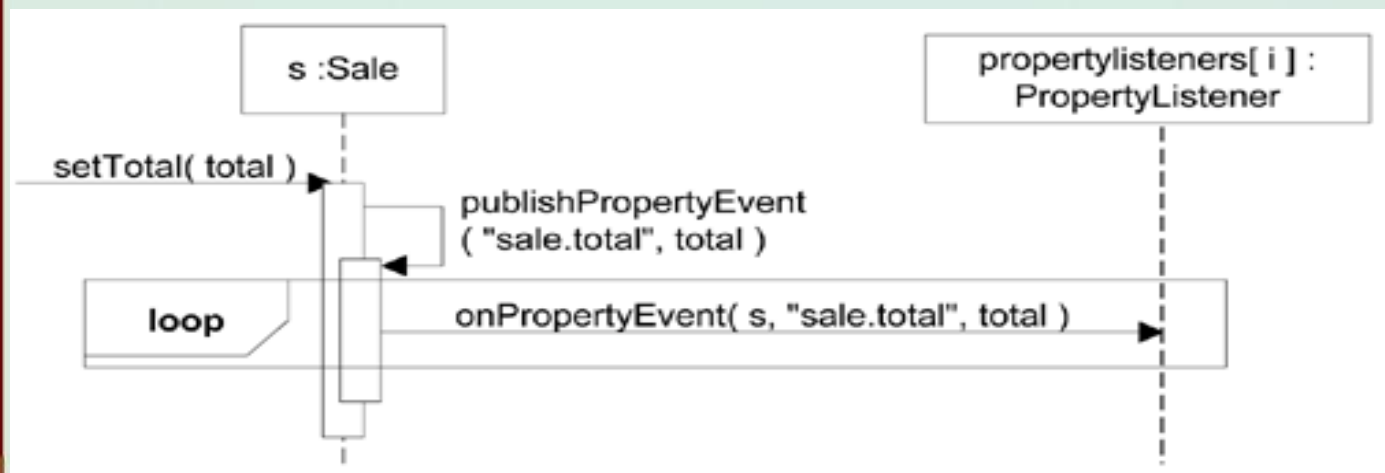 s :Sale
propertylisteners[ i ] :
PropertyListener
setTotal( total )
publishPropertyEvent
( "sale.total", total )
loop
onPropertyEvent( s, "sale.total", total )